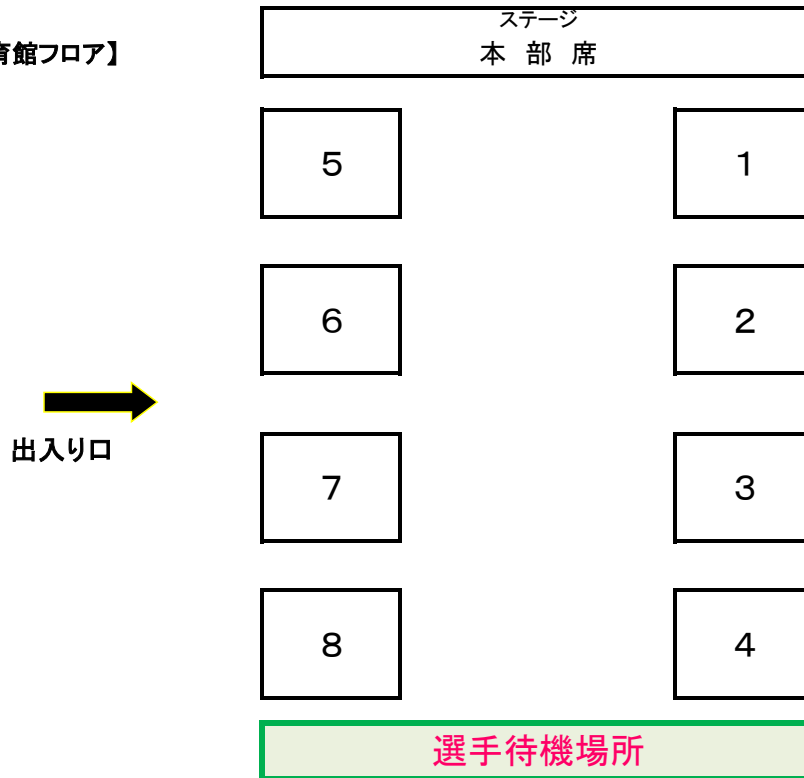 ステージ
育館フロア】
本 部 席
５
１
６
２
出入り口
７
３
８
４
選手待機場所